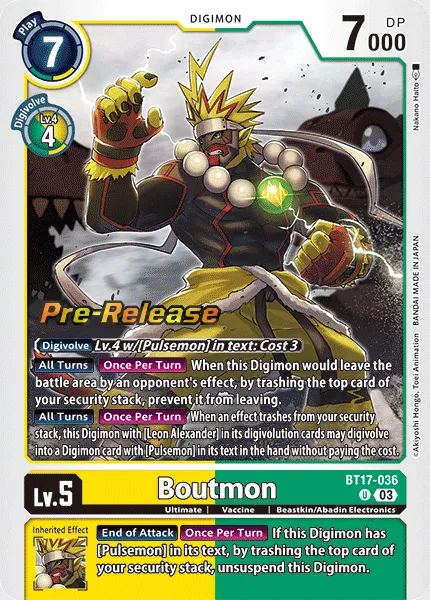 Play
7
DIGIMON
7000
DP
Digivolve
Lv.4
4
Nakano Haito
Pre-Release
Digivolve Lv.4 w/[Pulsemon] in text: Cost 3
All Turns Once Per Turn When this Digimon would leave the
battle area by an opponent's effect, by trashing the top card of
your security stack, prevent it from leaving.
All Turns Once Per Turn When an effect trashes from your security
stack, this Digimon with [Leon Alexander] in its digivolution cards may digivolve
into a Digimon card with [Pulsemon] in its text in the hand without paying the cost.
©Akiyoshi Hongo, Toei Animation BANDAI MADE IN JAPAN
Lv.5
Boutmon
BT17-036
U 03
Ultimate | Vaccine | Beastkin/Abadin Electronics
Inherited Effect
End of Attack Once Per Turn If this Digimon has
[Pulsemon] in its text, by trashing the top card of
your security stack, unsuspend this Digimon.